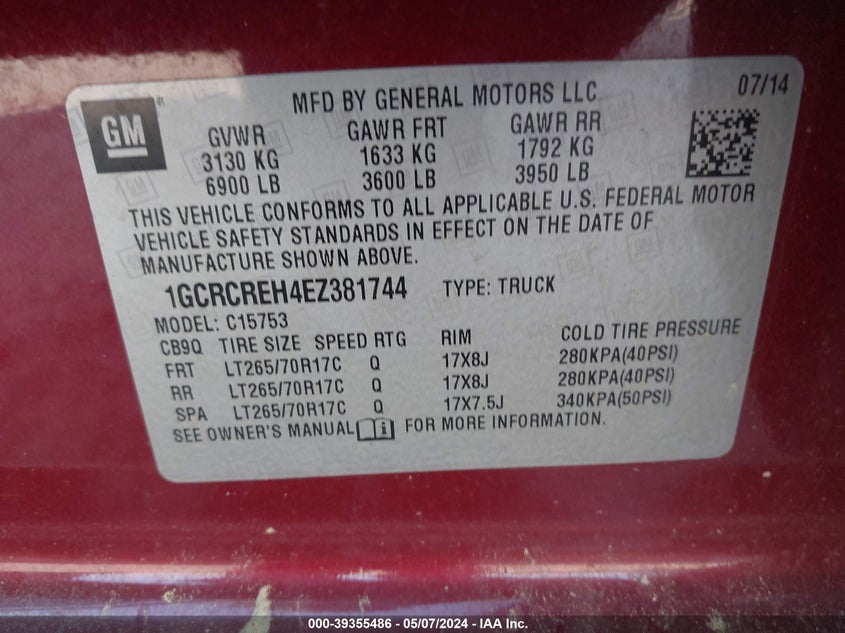 GM
MFD BY GENERAL MOTORS LLC
07/14
GVWR GAWR FRT GAWR RR
3130 KG 1633 KG 1792 KG
6900 LB 3600 LB 3950 LB
THIS VEHICLE CONFORMS TO ALL APPLICABLE U.S. FEDERAL MOTOR
VEHICLE SAFETY STANDARDS IN EFFECT ON THE DATE OF
MANUFACTURE SHOWN ABOVE.
1GCRCREH4EZ381744 TYPE: TRUCK
MODEL: C15753
CB9Q TIRE SIZE SPEED RTG RIM COLD TIRE PRESSURE
FRT LT265/70R17C Q 17X8J 280KPA(40PSI)
RR LT265/70R17C Q 17X8J 280KPA(40PSI)
SPA LT265/70R17C Q 17X7.5J 340KPA(50PSI)
SEE OWNER'S MANUAL FOR MORE INFORMATION.
000-39355486 - 05/07/2024 - IAA Inc.